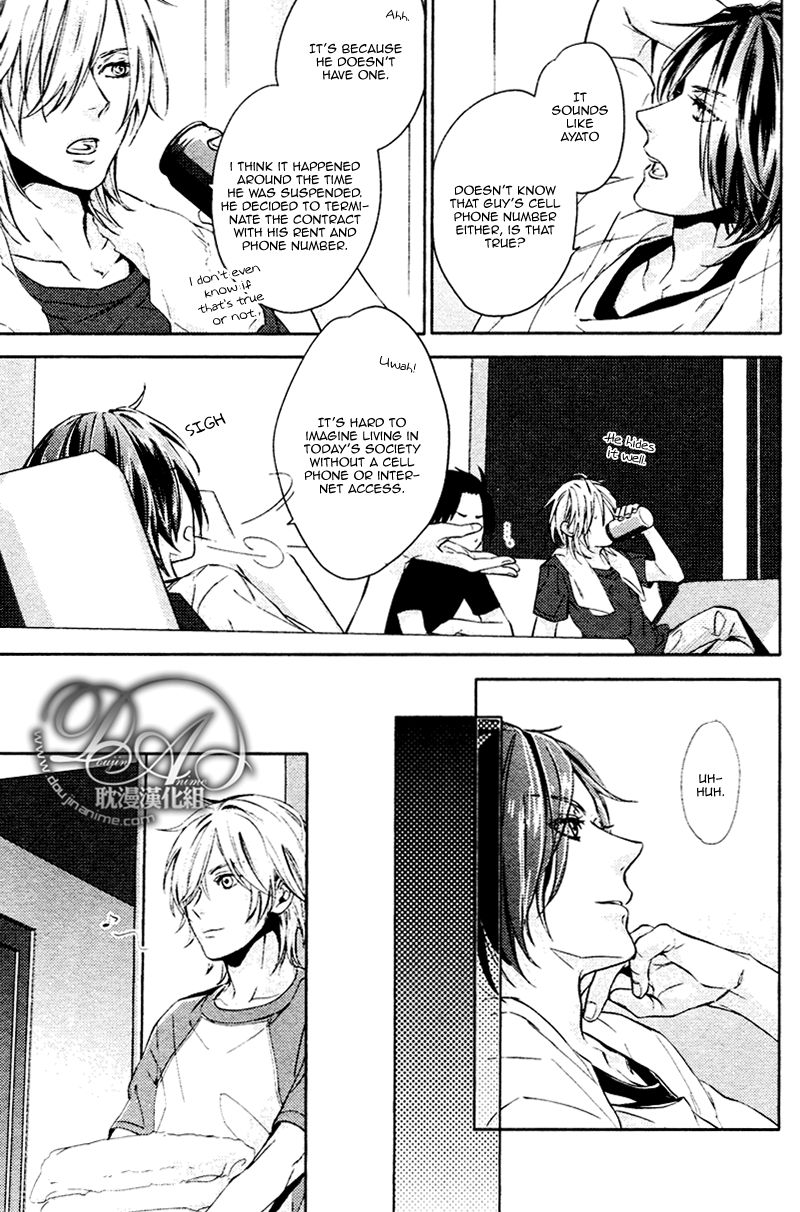 IT
SOUNDS
LIKE
AYATO
DOESN'T KNOW
THAT GUY'S CELL
PHONE NUMBER
EITHER, IS THAT
TRUE?
Ahh.
IT'S BECAUSE
HE DOESN'T
HAVE ONE.
I THINK IT HAPPENED
AROUND THE TIME
HE WAS SUSPENDED.
HE DECIDED TO TERMI-
NATE THE CONTRACT
WITH HIS RENT AND
PHONE NUMBER.
I don't even
know if
that's true
or not.
He hides
it well.
Uwah!
IT'S HARD TO
IMAGINE LIVING IN
TODAY'S SOCIETY
WITHOUT A CELL
PHONE OR INTER-
NET ACCESS.
SIGH
UH-
HUH.
DA
Doujin Anime
www.doujinanime.com
耽漫漢化組